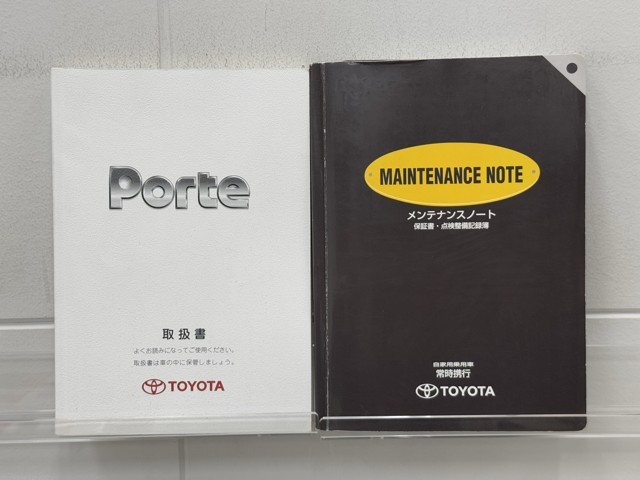 Porte
取扱書
よくお読みになってご使用ください。
取扱書は車の中に保管しましょう。
TOYOTA
MAINTENANCE NOTE
メンテナンスノート
保証書・点検整備記録簿
自家用乗用車
常時携行
TOYOTA